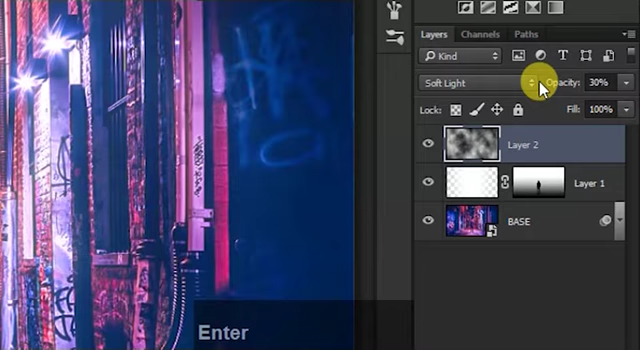 Layers Channels Paths
Kind T
Soft Light Opacity: 30%
Lock: Fill: 100%
Layer 2
Layer 1
BASE
Enter